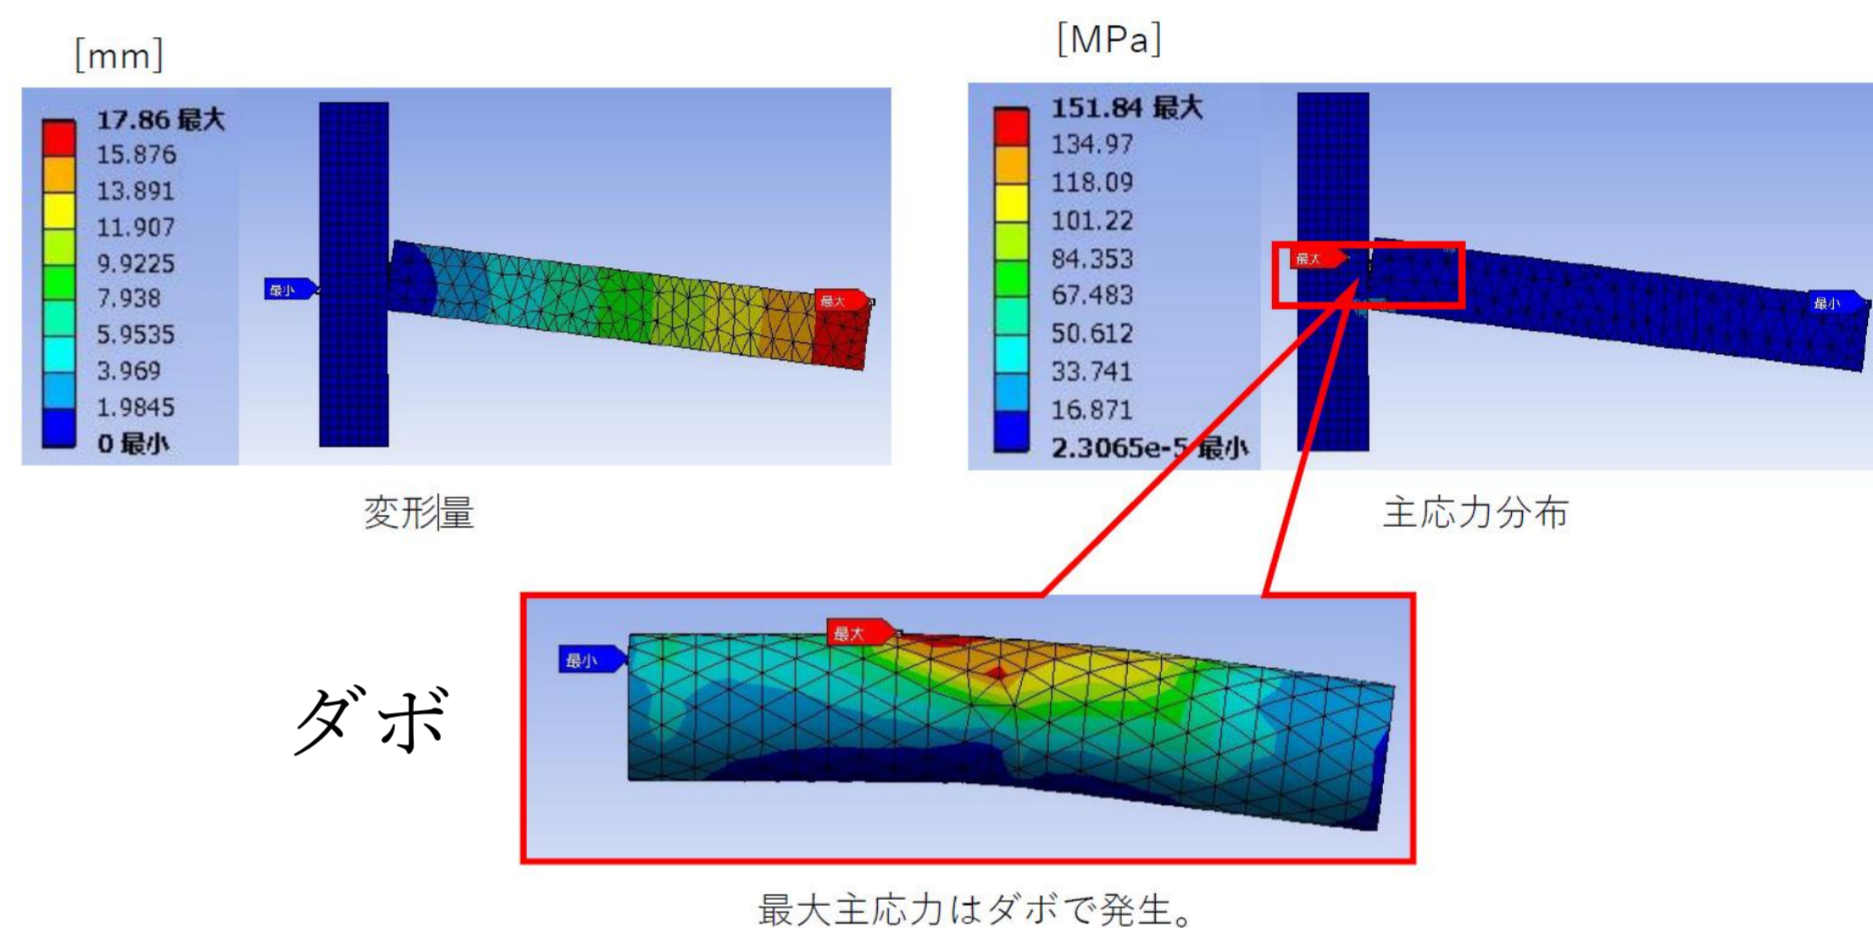 [mm]
17.86 最大
15.876
13.891
11.907
9.9225
7.938
5.9535
3.969
1.9845
0 最小
最小
最大
変形量
[MPa]
151.84 最大
134.97
118.09
101.22
84.353
67.483
50.612
33.741
16.871
2.3065e-5 最小
最大
最小
主応力分布
ダボ
最大
最小
最大主応力はダボで発生。